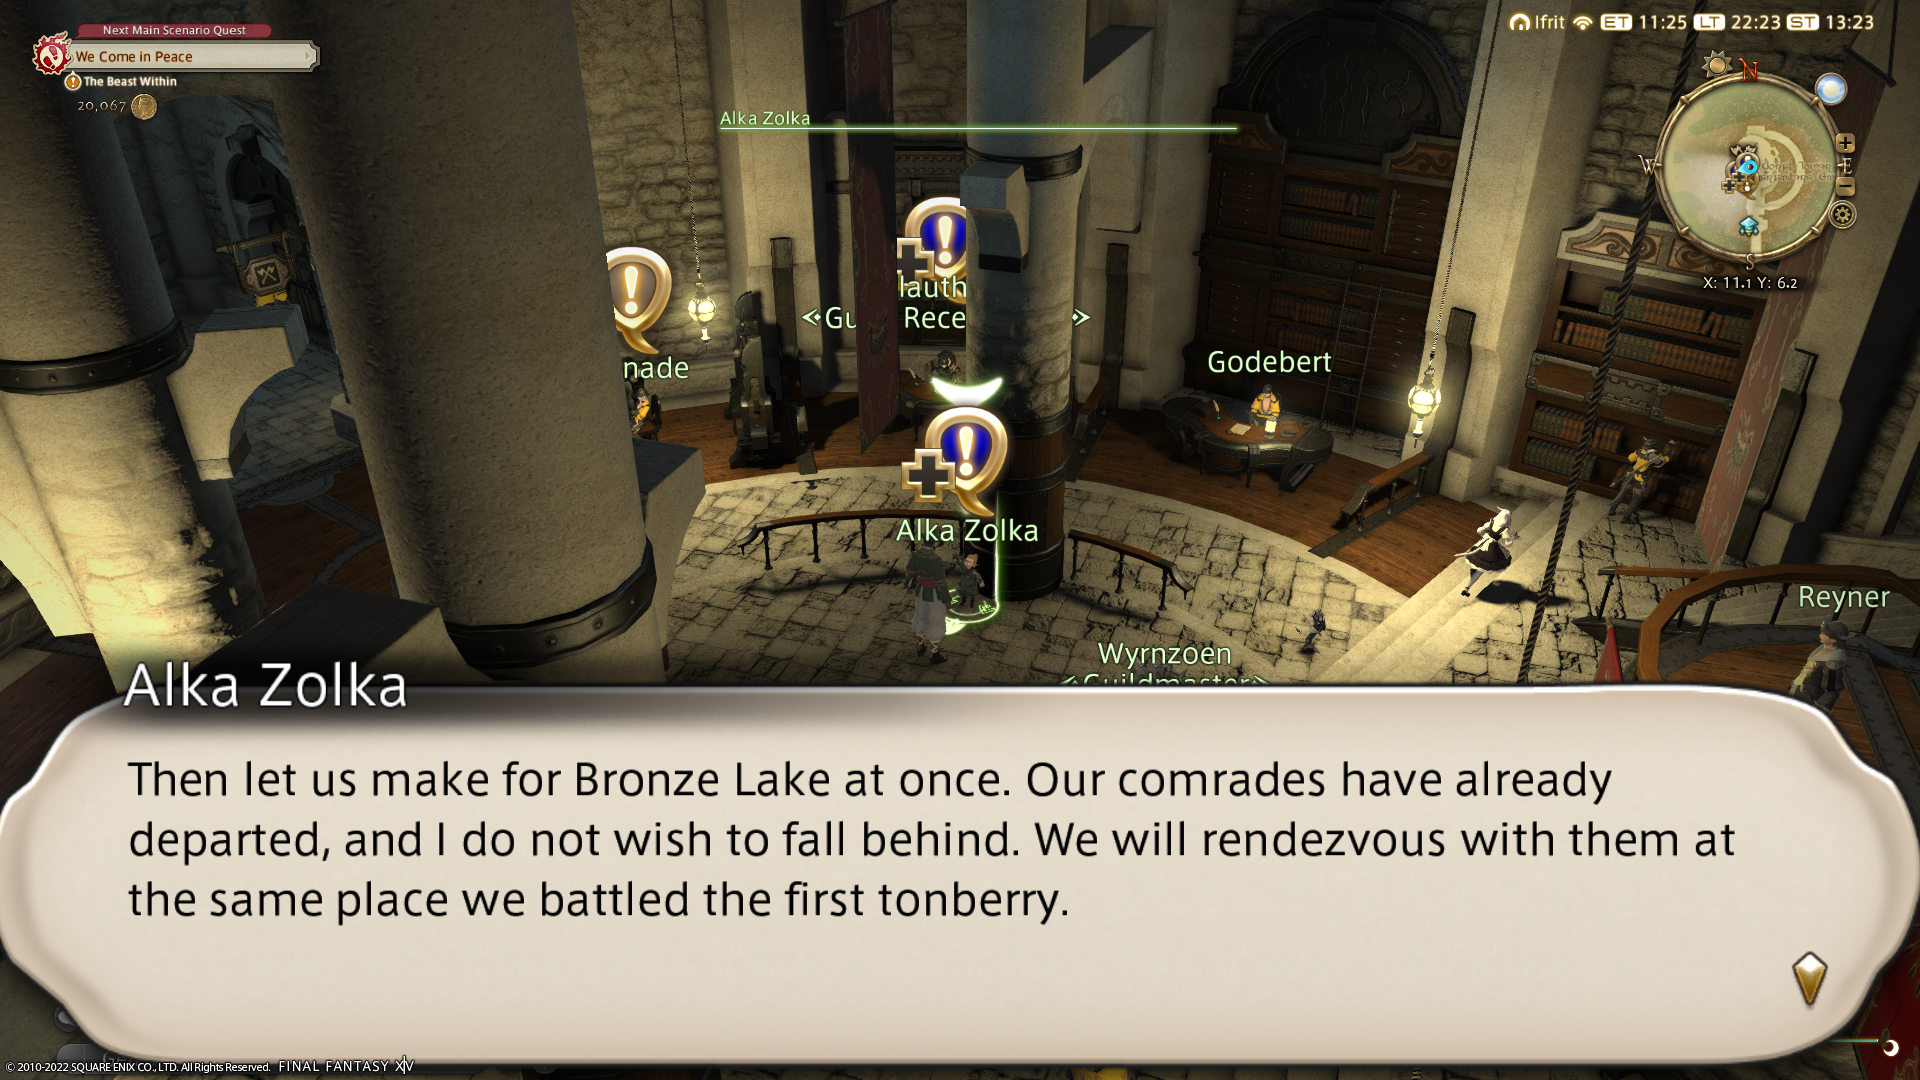 Next Main Scenario Quest
We Come in Peace
The Beast Within
20,067
Ifrit ET 11:25 LT 22:23 ST 13:23
N
W
E
S
X: 11.1 Y: 6.2
Alka Zolka
lauth
Gu Rece
nade
Godebert
Alka Zolka
Reyner
Wyrnzoen
Guildmaster
Alka Zolka
Then let us make for Bronze Lake at once. Our comrades have already
departed, and I do not wish to fall behind. We will rendezvous with them at
the same place we battled the first tonberry.
© 2010-2022 SQUARE ENIX CO., LTD. All Rights Reserved. FINAL FANTASY XIV